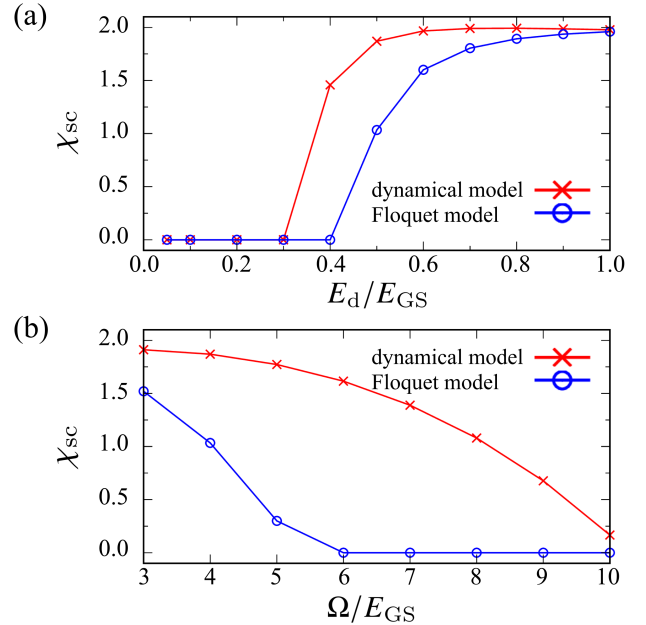 (a)
2.0
1.5
1.0
0.5
0.0
χsc
dynamical model
Floquet model
0.0 0.2 0.4 0.6 0.8 1.0
Ed/EGS
(b)
2.0
1.5
1.0
0.5
0.0
χsc
dynamical model
Floquet model
3 4 5 6 7 8 9 10
Ω/EGS